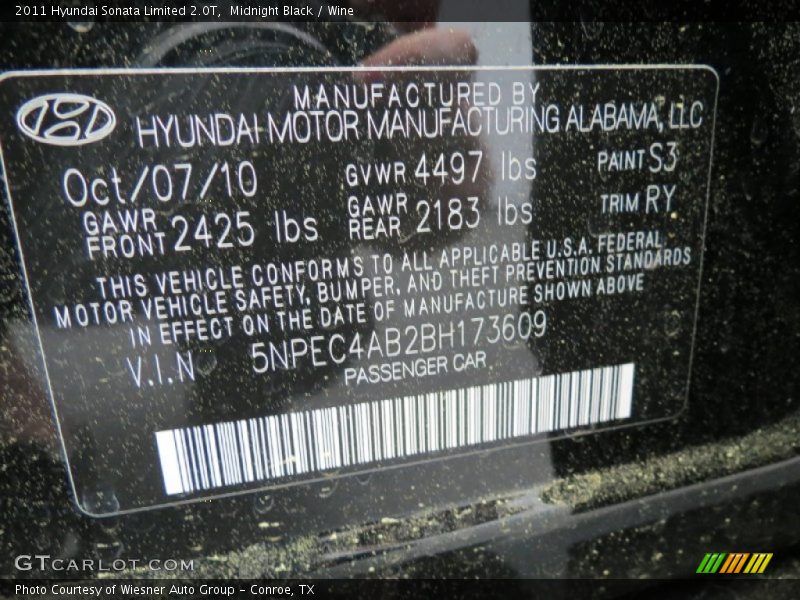 2011 Hyundai Sonata Limited 2.0T, Midnight Black / Wine
MANUFACTURED BY
HYUNDAI MOTOR MANUFACTURING ALABAMA, LLC
Oct/07/10 GVWR 4497 lbs PAINT S3
GAWR FRONT 2425 lbs GAWR REAR 2183 lbs TRIM RY
THIS VEHICLE CONFORMS TO ALL APPLICABLE U.S.A. FEDERAL
MOTOR VEHICLE SAFETY, BUMPER, AND THEFT PREVENTION STANDARDS
IN EFFECT ON THE DATE OF MANUFACTURE SHOWN ABOVE
V.I.N 5NPEC4AB2BH173609
PASSENGER CAR
GTCARLOT.COM
Photo Courtesy of Wiesner Auto Group - Conroe, TX